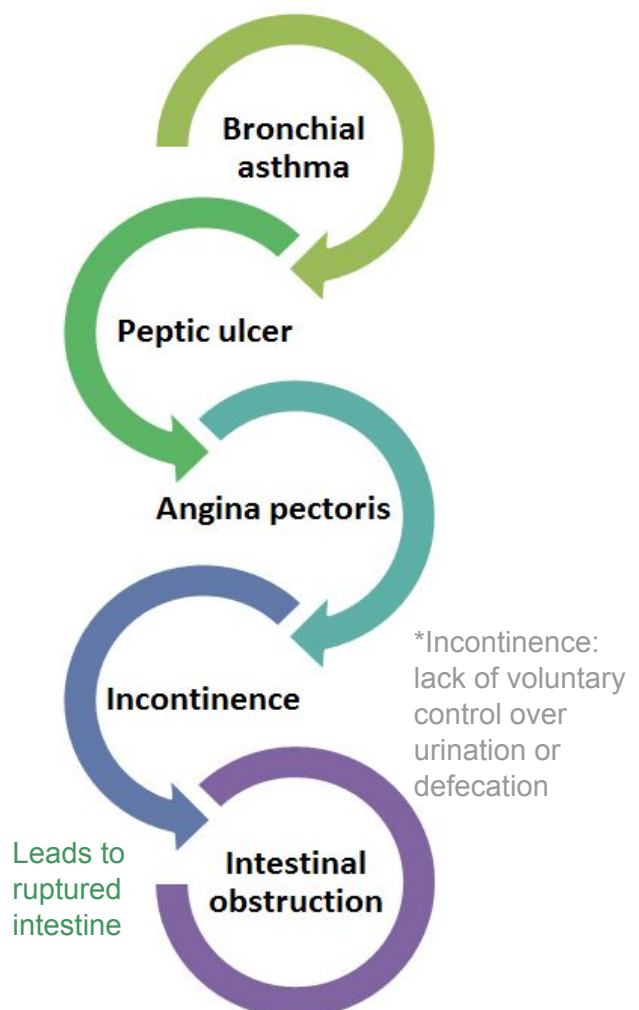 Bronchial
asthma
Peptic ulcer
Angina pectoris
*Incontinence:
lack of voluntary
control over
urination or
defecation
Incontinence
Leads to
ruptured
intestine
Intestinal
obstruction